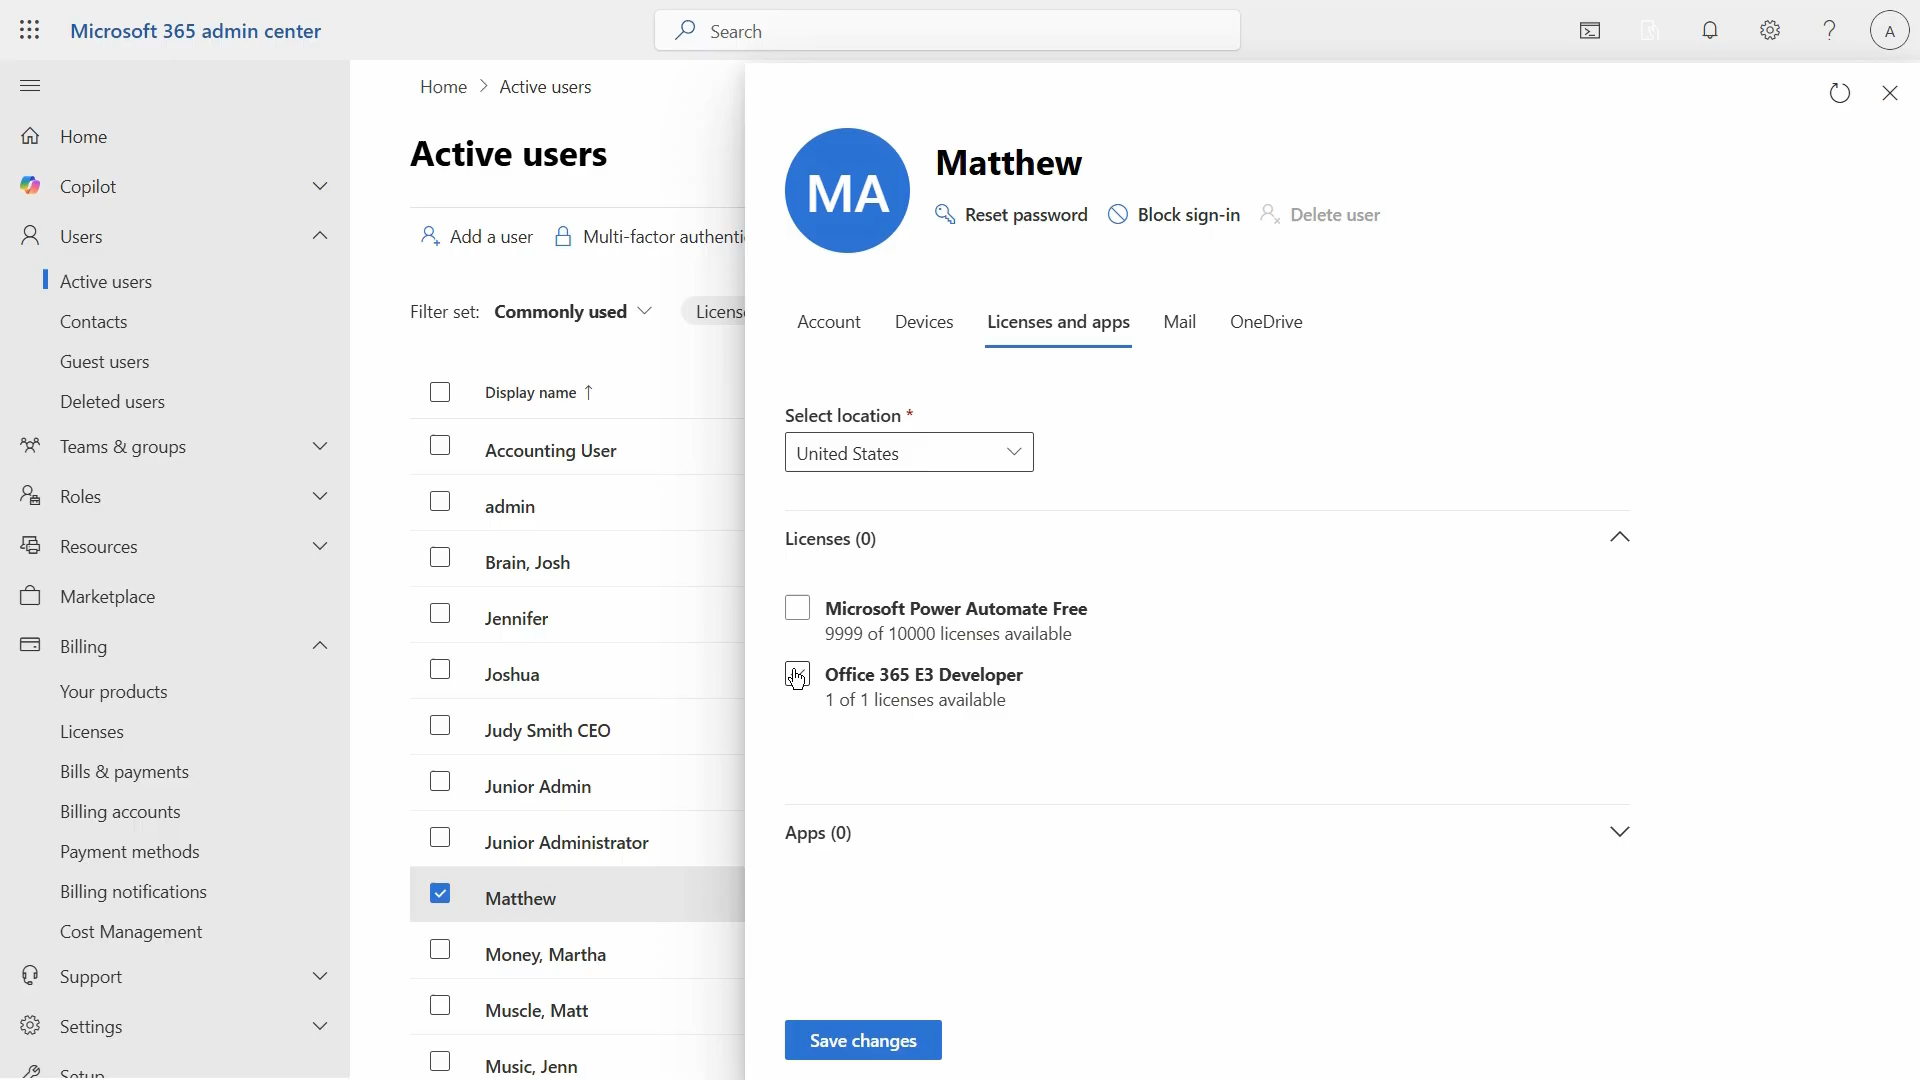 Microsoft 365 admin center
Search
A
Home
Copilot
Users
Active users
Contacts
Guest users
Deleted users
Teams & groups
Roles
Resources
Marketplace
Billing
Your products
Licenses
Bills & payments
Billing accounts
Payment methods
Billing notifications
Cost Management
Support
Settings
Setup
Home > Active users
Active users
Add a user
Multi-factor authenti
Filter set: Commonly used
License
Display name ↑
Accounting User
admin
Brain, Josh
Jennifer
Joshua
Judy Smith CEO
Junior Admin
Junior Administrator
Matthew
Money, Martha
Muscle, Matt
Music, Jenn
MA
Matthew
Reset password
Block sign-in
Delete user
Account
Devices
Licenses and apps
Mail
OneDrive
Select location *
United States
Licenses (0)
Microsoft Power Automate Free
9999 of 10000 licenses available
Office 365 E3 Developer
1 of 1 licenses available
Apps (0)
Save changes